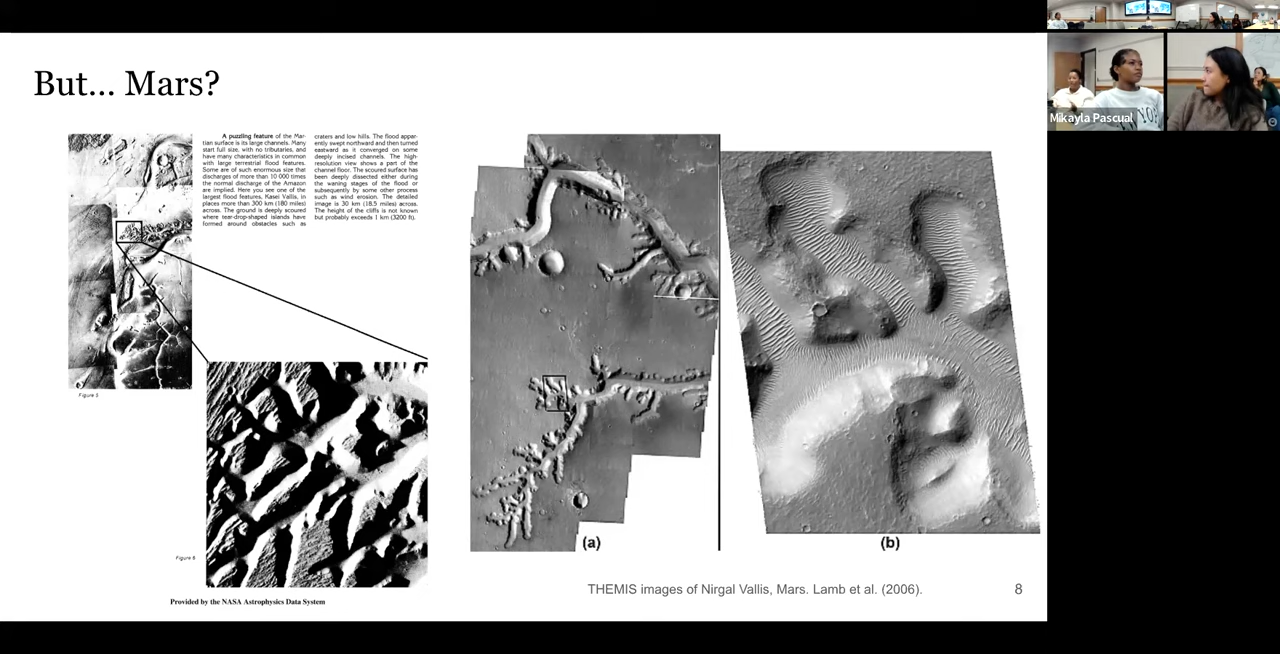 But... Mars?
A puzzling feature of the Mar-
tian surface is its large channels. Many
start full size, with no tributaries, and
have many characteristics in common
with large terrestrial flood features.
Some are of such enormous size that
discharges of more than 10 000 times
the normal discharge of the Amazon
are implied. Here you see one of the
largest flood features, Kasei Vallis, in
places more than 300 km (180 miles)
across. The ground is deeply scoured
where tear-drop-shaped islands have
formed around obstacles such as
craters and low hills. The flood appar-
ently swept northward and then turned
eastward as it converged on some
deeply incised channels. The high-
resolution view shows a part of the
channel floor. The scoured surface has
been deeply dissected either during
the waning stages of the flood or
subsequently by some other process
such as wind erosion. The detailed
image is 30 km (18.5 miles) across.
The height of the cliffs is not known
but probably exceeds 1 km (3200 ft).
Figure 5
Figure 6
Provided by the NASA Astrophysics Data System
(a)
(b)
THEMIS images of Nirgal Vallis, Mars. Lamb et al. (2006).
8
Mikayla Pascual